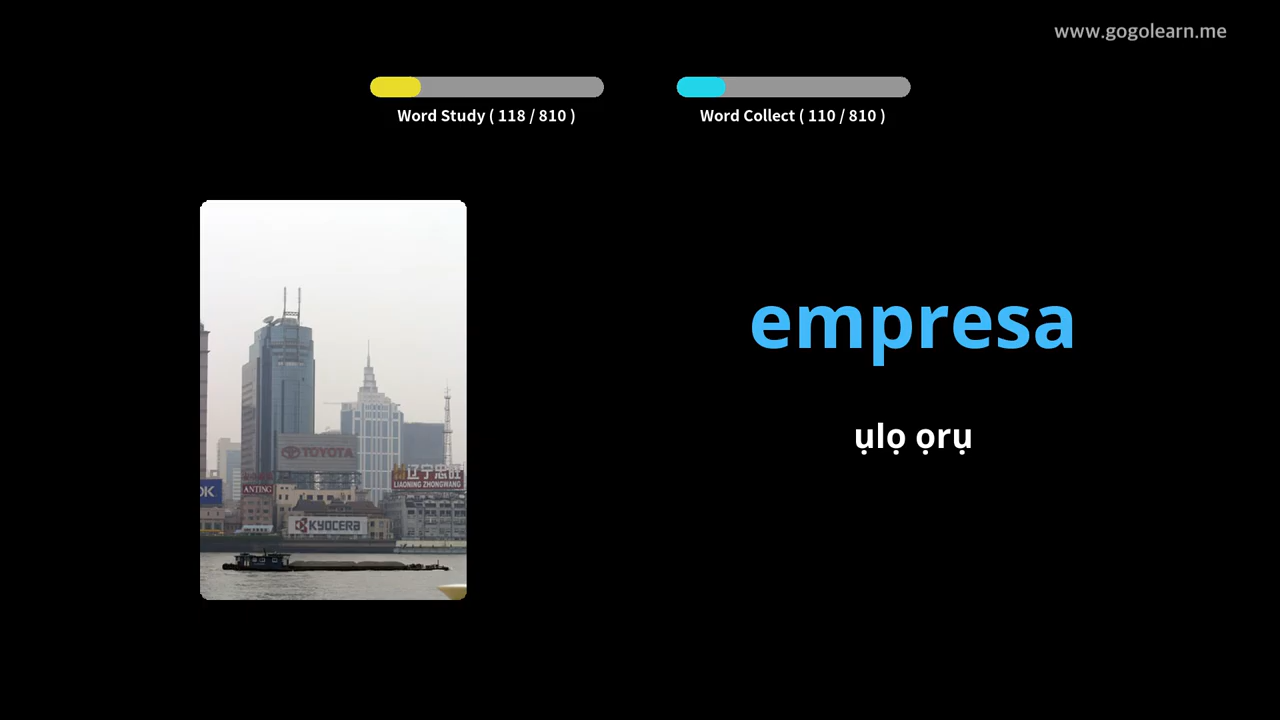 www.gogolearn.me
Word Study ( 118 / 810 )
Word Collect ( 110 / 810 )
empresa
ụlọ ọrụ
TOYOTA
辽宁忠旺
LIAONING ZHONGWANG
OK
ANTING
KYOCERA